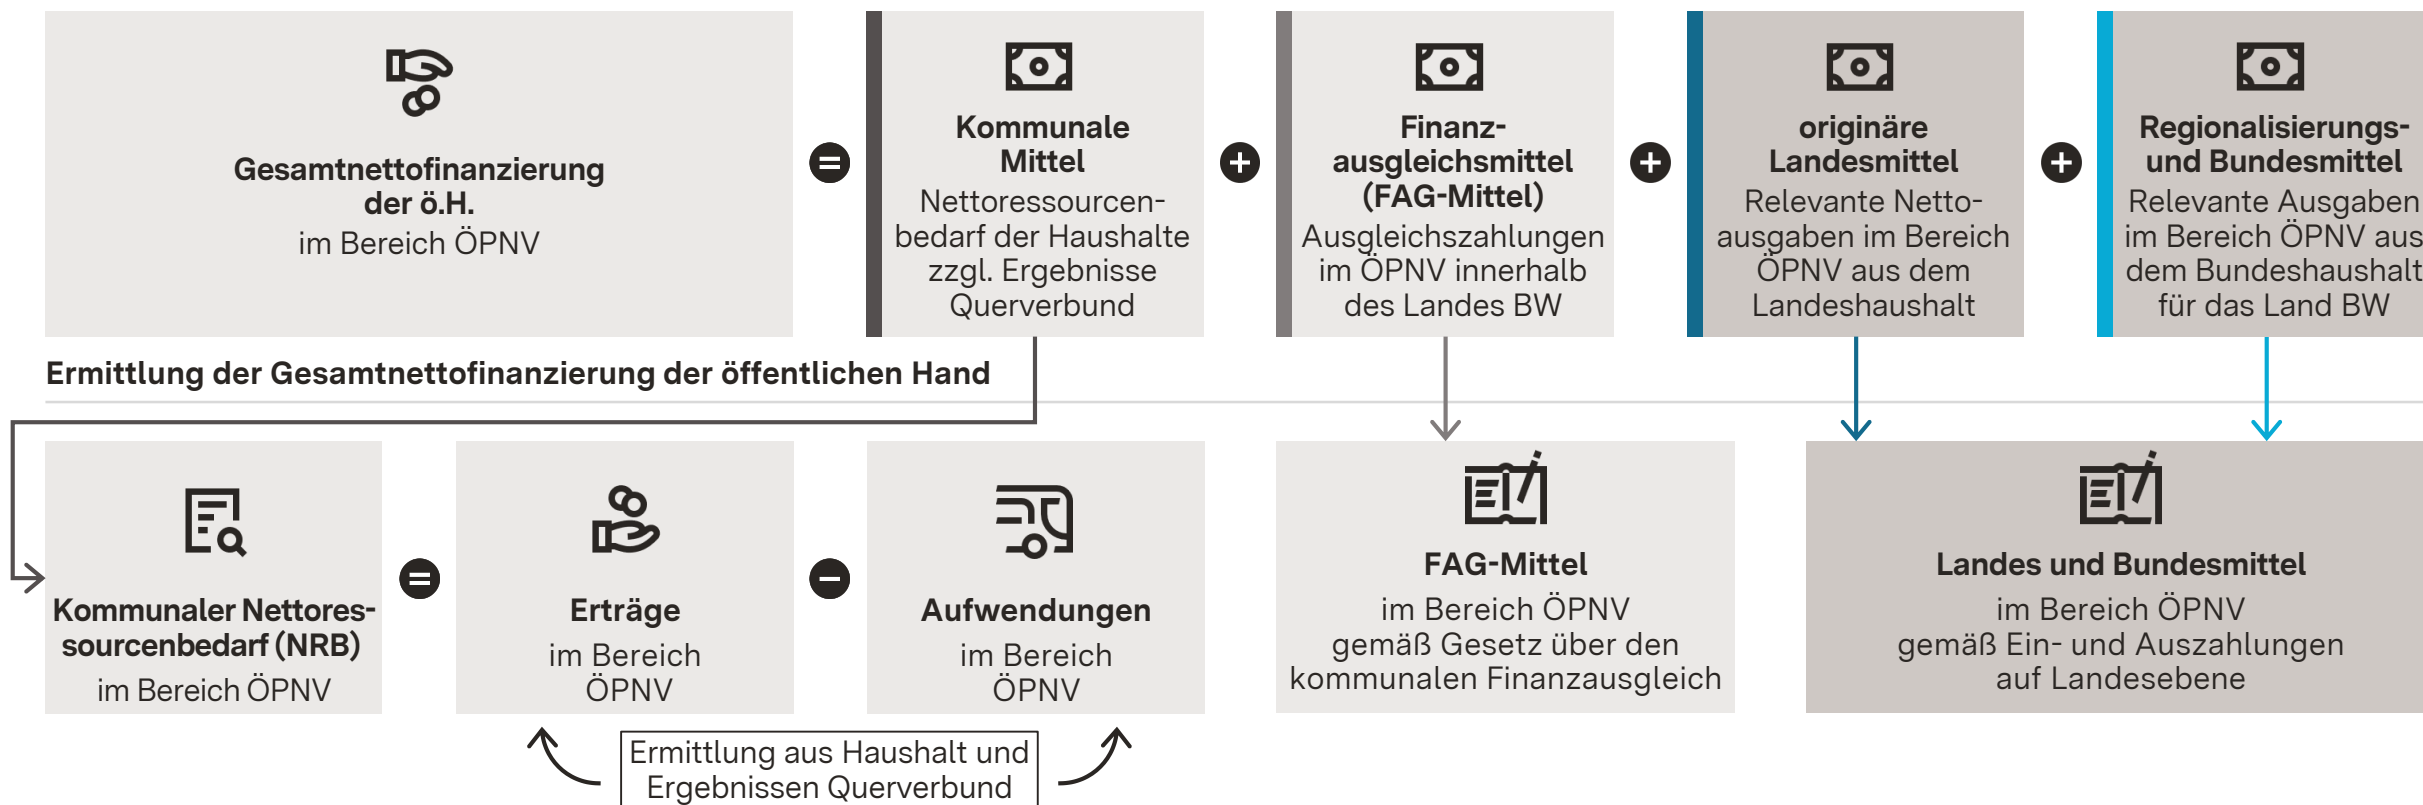 Gesamtnettofinanzierung
der ö.H.
im Bereich ÖPNV
=
Kommunale
Mittel
Nettoressourcen-
bedarf der Haushalte
zzgl. Ergebnisse
Querverbund
+
Finanz-
ausgleichsmittel
(FAG-Mittel)
Ausgleichszahlungen
im ÖPNV innerhalb
des Landes BW
+
originäre
Landesmittel
Relevante Netto-
ausgaben im Bereich
ÖPNV aus dem
Landeshaushalt
+
Regionalisierungs-
und Bundesmittel
Relevante Ausgaben
im Bereich ÖPNV aus
dem Bundeshaushalt
für das Land BW
Ermittlung der Gesamtnettofinanzierung der öffentlichen Hand
Kommunaler Nettores-
sourcenbedarf (NRB)
im Bereich ÖPNV
=
Erträge
im Bereich
ÖPNV
−
Aufwendungen
im Bereich
ÖPNV
FAG-Mittel
im Bereich ÖPNV
gemäß Gesetz über den
kommunalen Finanzausgleich
Landes und Bundesmittel
im Bereich ÖPNV
gemäß Ein- und Auszahlungen
auf Landesebene
Ermittlung aus Haushalt und
Ergebnissen Querverbund